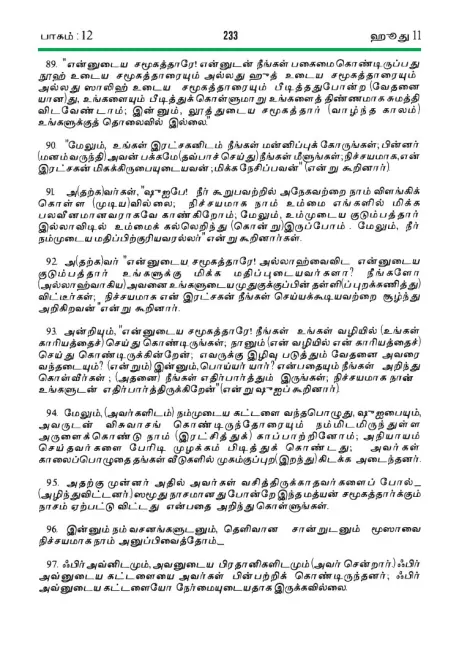 பாகம் : 12 233 ஹூது 11
89. "என்னுடைய சமூகத்தாரே! என்னுடன் நீங்கள் பகைமை கொண்டிருப்பது
நூஹ் உடைய சமூகத்தாரையும் அல்லது ஹூத் உடைய சமூகத்தாரையும்
அல்லது ஸாலிஹ் உடைய சமூகத்தாரையும் பீடித்தது போன்ற (வேதனை
யான)து, உங்களையும் பீடித்துக் கொள்ளுமாறு உங்களைத் திண்ணமாக சுமத்தி
விட வேண்டாம்; இன்னும், லூத்துடைய சமூகத்தார் (வாழ்ந்த காலம்)
உங்களுக்குத் தொலைவில் இல்லை."
90. "மேலும், உங்கள் இரட்சகனிடம் நீங்கள் மன்னிப்புக் கோருங்கள்; பின்னர்
(மனம் வருந்தி) அவன் பக்கமே (தவ்பாச் செய்து) நீங்கள் மீளுங்கள்; நிச்சயமாக, என்
இரட்சகன் மிகக்கிருபையுடையவன்; மிக்க நேசிப்பவன்" (என்று கூறினார்).
91. அ(தற்க)வர்கள், "ஷுஐபே! நீர் கூறுபவற்றில் அநேகவற்றை நாம் விளங்கிக்
கொள்ள (முடிய)வில்லை; நிச்சயமாக நாம் உம்மை எங்களில் மிக்க
பலவீனமானவராகவே காண்கிறோம்; மேலும், உம்முடைய குடும்பத்தார்
இல்லாவிடில் உம்மைக் கல்லெறிந்து (கொன்று) இருப்போம். மேலும், நீர்
நம்முடைய மதிப்பிற்குரியவரல்லர்" என்று கூறினார்கள்.
92. அ(தற்க)வர் "என்னுடைய சமூகத்தாரே! அல்லாஹ்வைவிட என்னுடைய
குடும்பத்தார் உங்களுக்கு மிக்க மதிப்புடையவர்களா? நீங்களோ
(அல்லாஹ்வாகிய) அவனை உங்களுடைய முதுகுக்குப்பின் தள்ளி(ப் புறக்கணித்து)
விட்டீர்கள்; நிச்சயமாக என் இரட்சகன் நீங்கள் செய்யக்கூடியவற்றை சூழ்ந்து
அறிகிறவன்" என்று கூறினார்.
93. அன்றியும், "என்னுடைய சமூகத்தாரே! நீங்கள் உங்கள் வழியில் (உங்கள்
காரியத்தைச்) செய்து கொண்டிருங்கள்; நானும் (என் வழியில் என் காரியத்தைச்)
செய்து கொண்டிருக்கின்றேன்; எவருக்கு இழிவு படுத்தும் வேதனை அவரை
வந்தடையும்? (என்றும்) இன்னும், பொய்யர் யார்? என்பதையும் நீங்கள் அறிந்து
கொள்வீர்கள் ; (அதனை) நீங்கள் எதிர்பார்த்தும் இருங்கள்; நிச்சயமாக நான்
உங்களுடன் எதிர்பார்த்திருக்கிறேன்" (என்று ஷுஐப் கூறினார்).
94. மேலும், (அவர்களிடம்) நம்முடைய கட்டளை வந்தபொழுது, ஷுஐபையும்,
அவருடன் விசுவாசங் கொண்டிருந்தோரையும் நம்மிடமிருந்துள்ள
அருளைக்கொண்டு நாம் (இரட்சித்துக்) காப்பாற்றினோம்; அநியாயம்
செய்தவர்களை பேரிடி முழக்கம் பிடித்துக் கொண்டது; அவர்கள்
காலைப்பொழுதை தங்கள் வீடுகளில் முகம்குப்புற (இறந்து)கிடக்க அடைந்தனர்.
95. அதற்கு முன்னர் அதில் அவர்கள் வசித்திருக்காதவர்களைப் போல்_
(அழிந்துவிட்டனர்) ஸமூது நாசமானது போன்றே இந்த மத்யன் சமூகத்தார்க்கும்
நாசம் ஏற்பட்டு விட்டது என்பதை அறிந்து கொள்ளுங்கள்.
96. இன்னும் நம் வசனங்களுடனும், தெளிவான சான்றுடனும் மூஸாவை
நிச்சயமாக நாம் அனுப்பிவைத்தோம்_
97. ஃபிர்அவ்னிடமும், அவனுடைய பிரதானிகளிடமும் (அவர் சென்றார்.) ஃபிர்
அவ்னுடைய கட்டளையை அவர்கள் பின்பற்றிக் கொண்டிருந்தனர்; ஃபிர்
அவ்னுடைய கட்டளையோ நேர்மையுடையதாக இருக்கவில்லை.